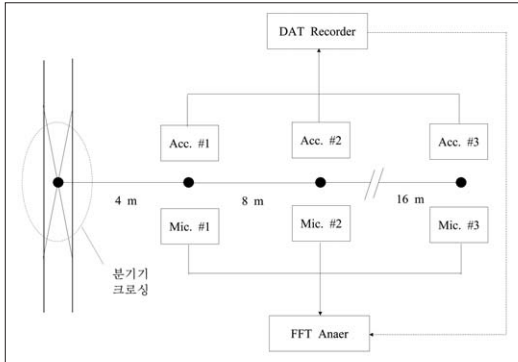 DAT Recorder
Acc. #1
Acc. #2
Acc. #3
4 m
8 m
16 m
Mic. #1
Mic. #2
Mic. #3
분기기
크로싱
FFT Anaer